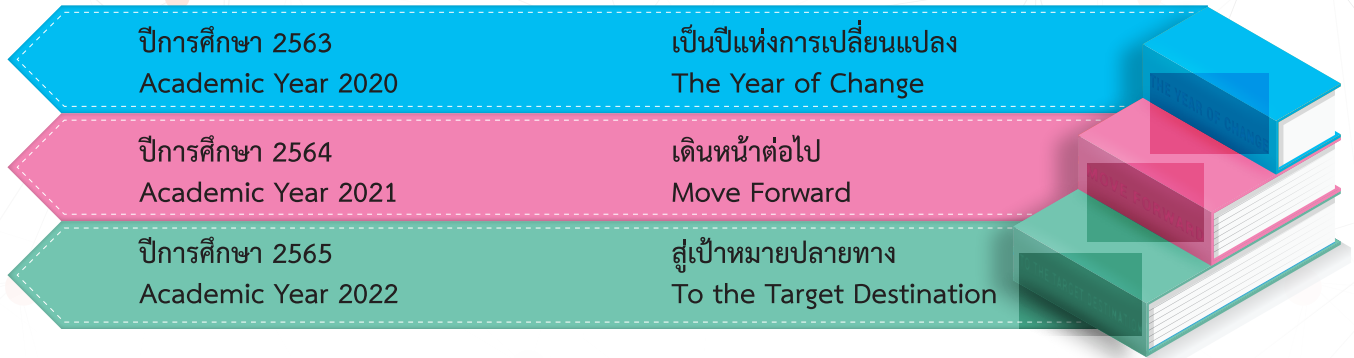 ปีการศึกษา 2563
เป็นปีแห่งการเปลี่ยนแปลง
Academic Year 2020
The Year of Change
ปีการศึกษา 2564
เดินหน้าต่อไป
Academic Year 2021
Move Forward
ปีการศึกษา 2565
สู่เป้าหมายปลายทาง
Academic Year 2022
To the Target Destination
THE YEAR OF CHANGE